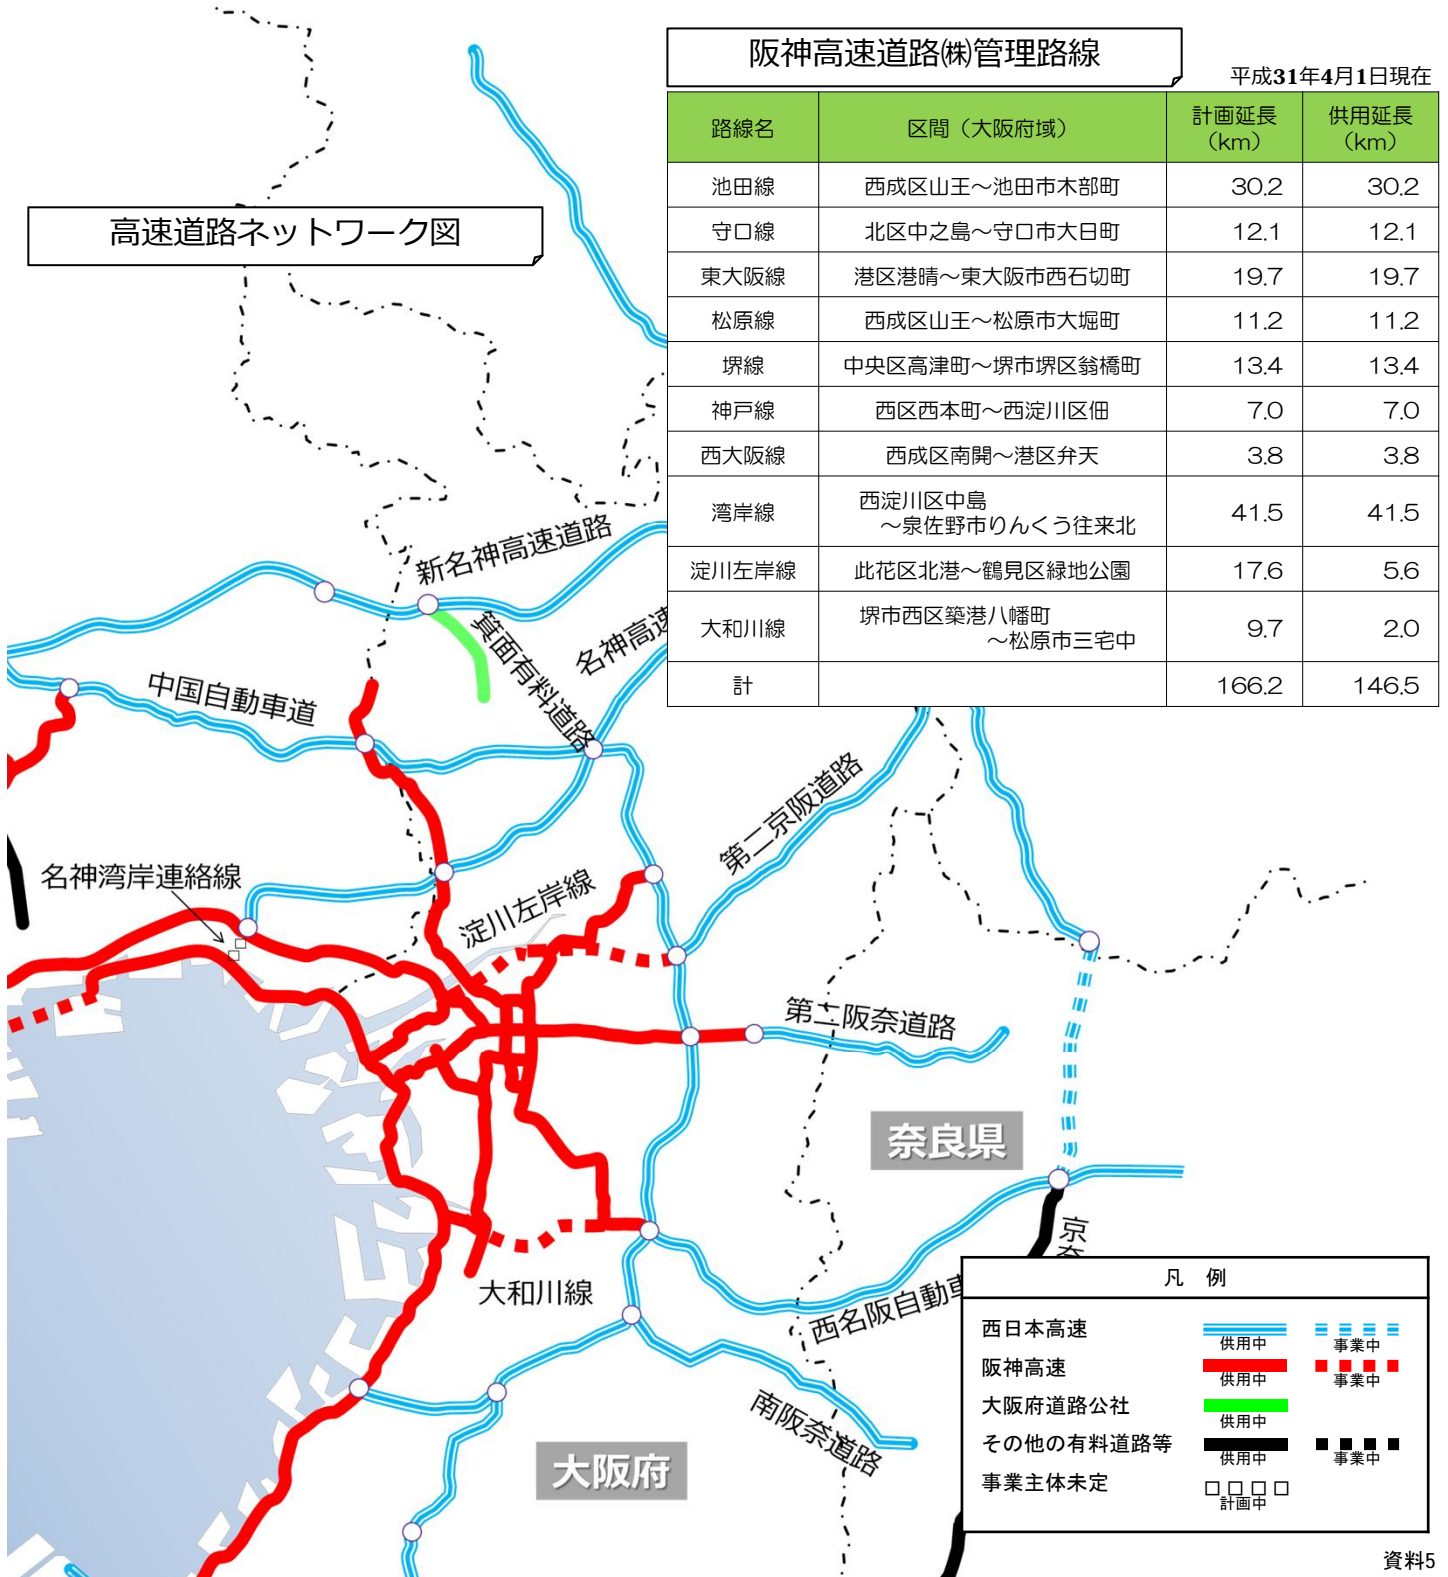 阪神高速道路㈱管理路線
平成31年4月1日現在
路線名 区間（大阪府域） 計画延長（km） 供用延長（km）
池田線 西成区山王～池田市木部町 30.2 30.2
守口線 北区中之島～守口市大日町 12.1 12.1
東大阪線 港区港晴～東大阪市西石切町 19.7 19.7
松原線 西成区山王～松原市大堀町 11.2 11.2
堺線 中央区高津町～堺市堺区翁橋町 13.4 13.4
神戸線 西区西本町～西淀川区佃 7.0 7.0
西大阪線 西成区南開～港区弁天 3.8 3.8
湾岸線 西淀川区中島
～泉佐野市りんくう往来北 41.5 41.5
淀川左岸線 此花区北港～鶴見区緑地公園 17.6 5.6
大和川線 堺市西区築港八幡町
～松原市三宅中 9.7 2.0
計 166.2 146.5
高速道路ネットワーク図
新名神高速道路
箕面有料道路
名神高速
中国自動車道
第二京阪道路
名神湾岸連絡線
淀川左岸線
第二阪奈道路
奈良県
京奈
大和川線
西名阪自動車
南阪奈道路
大阪府
凡 例
西日本高速 供用中 事業中
阪神高速 供用中 事業中
大阪府道路公社 供用中
その他の有料道路等 供用中 事業中
事業主体未定 計画中
資料5